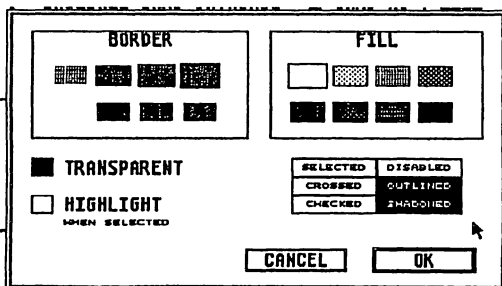 BORDER FILL
TRANSPARENT
HIGHLIGHT
WHEN SELECTED
SELECTED DISABLED
CROSSED OUTLINED
CHECKED SHADOWED
CANCEL OK